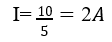 I= 10/5 = 2A